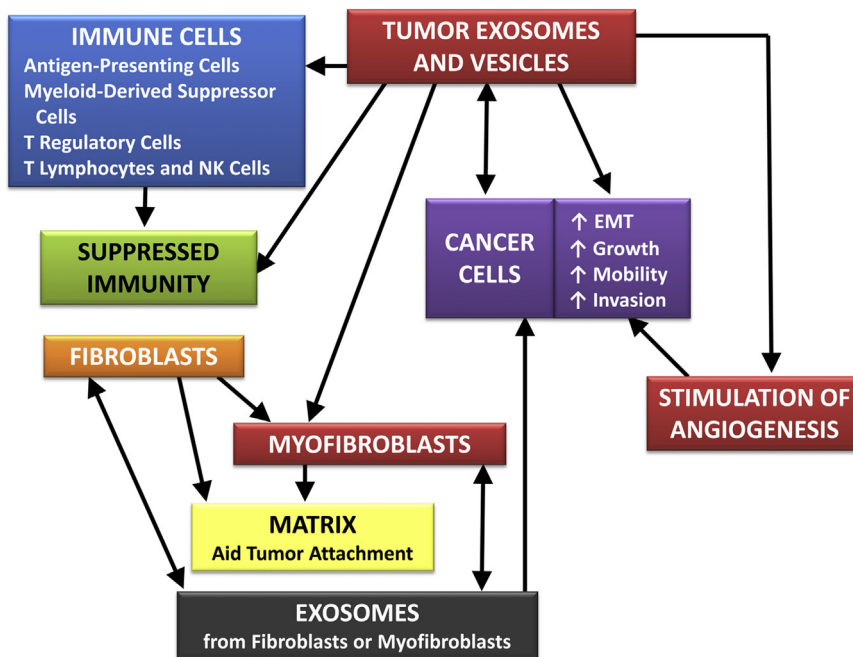 IMMUNE CELLS
Antigen-Presenting Cells
Myeloid-Derived Suppressor
Cells
T Regulatory Cells
T Lymphocytes and NK Cells
TUMOR EXOSOMES
AND VESICLES
SUPPRESSED
IMMUNITY
CANCER
CELLS
↑ EMT
↑ Growth
↑ Mobility
↑ Invasion
FIBROBLASTS
STIMULATION OF
ANGIOGENESIS
MYOFIBROBLASTS
MATRIX
Aid Tumor Attachment
EXOSOMES
from Fibroblasts or Myofibroblasts